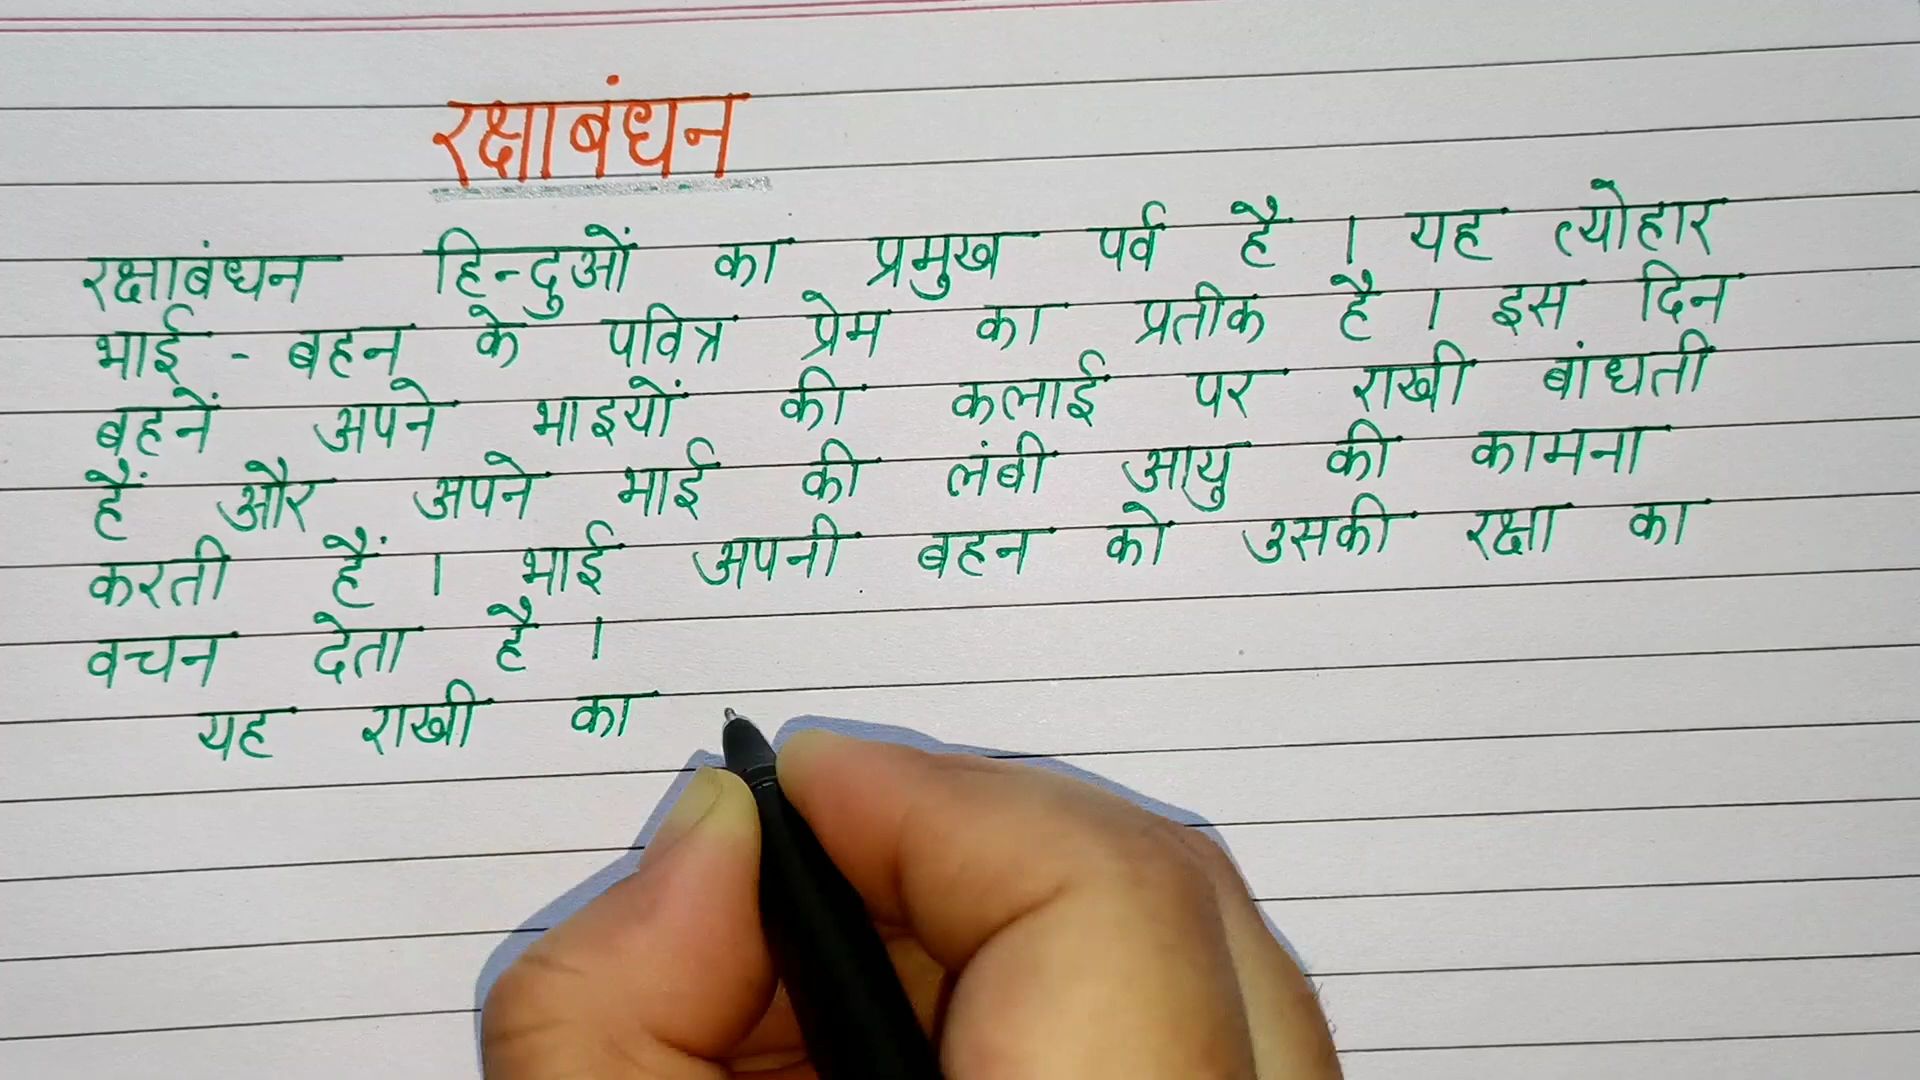 रक्षाबंधन
रक्षाबंधन हिन्दुओं का प्रमुख पर्व है । यह त्योहार
भाई - बहन के पवित्र प्रेम का प्रतीक है । इस दिन
बहनें अपने भाइयों की कलाई पर राखी बांधती
हैं और अपने भाई की लंबी आयु की कामना
करती हैं । भाई अपनी बहन को उसकी रक्षा का
वचन देता है ।
यह राखी का